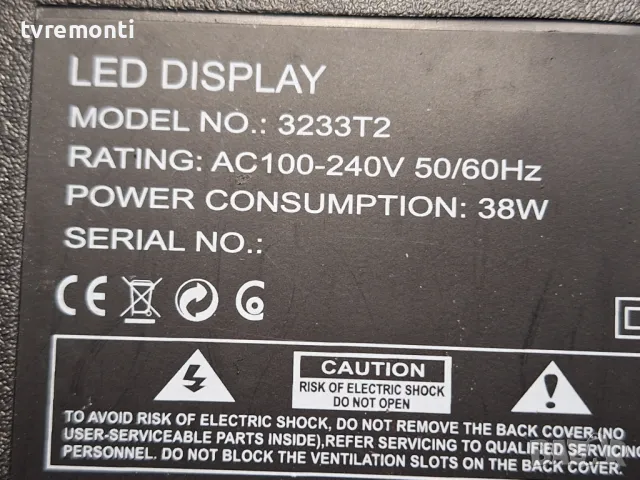 tvremonti
LED DISPLAY
MODEL NO.: 3233T2
RATING: AC100-240V 50/60Hz
POWER CONSUMPTION: 38W
SERIAL NO.:
CE
CAUTION
RISK OF ELECTRIC SHOCK
DO NOT OPEN
TO AVOID RISK OF ELECTRIC SHOCK, DO NOT REMOVE THE BACK COVER (NO
USER-SERVICEABLE PARTS INSIDE),REFER SERVICING TO QUALIFIED SERVICING
PERSONNEL. DO NOT BLOCK THE VENTILATION SLOTS ON THE BACK COVER.